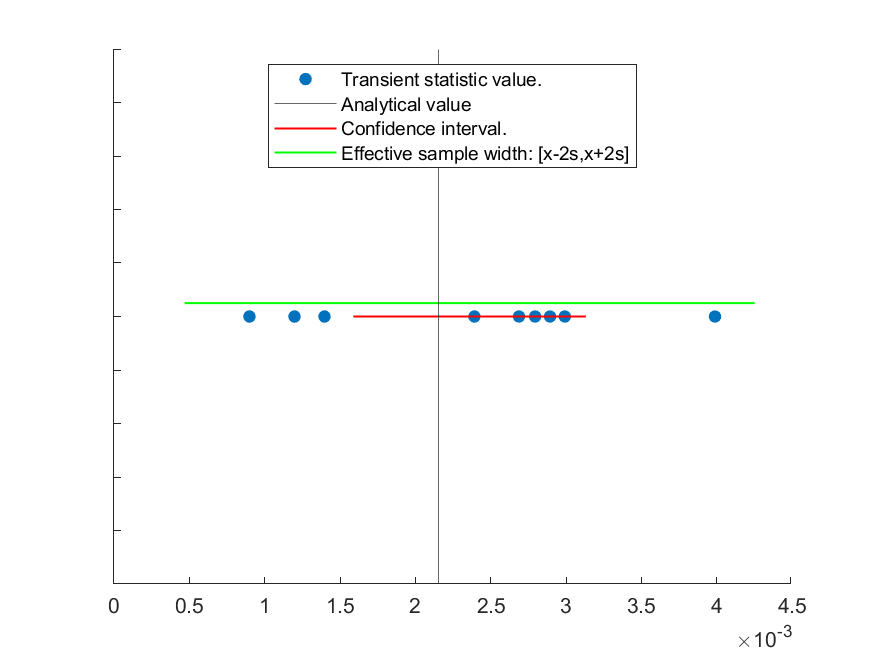 Transient statistic value.
Analytical value
Confidence interval.
Effective sample width: [x-2s,x+2s]
0 0.5 1 1.5 2 2.5 3 3.5 4 4.5
×10-3